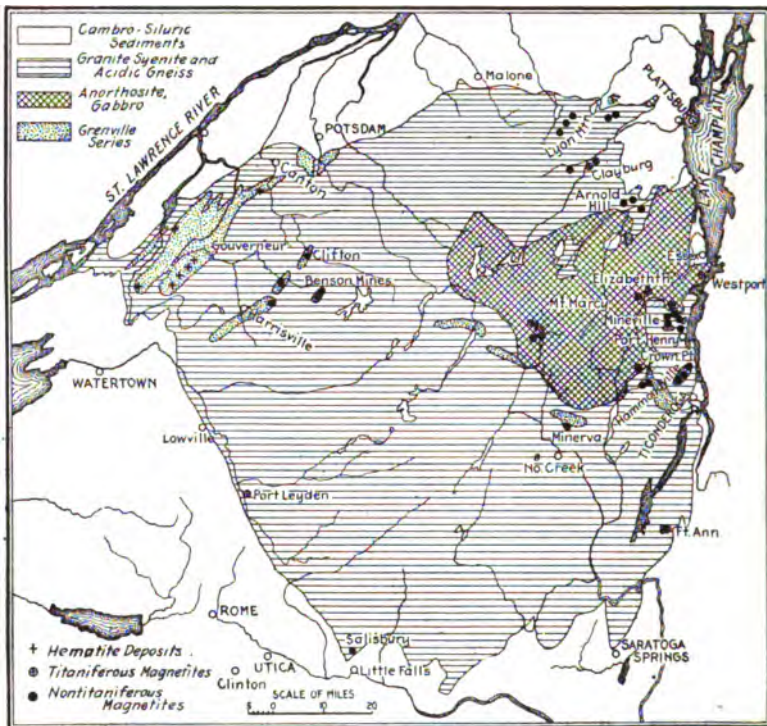 Cambro-Siluric
Sediments
Granite Syenite and
Acidic Gneiss
Anorthosite,
Gabbro
Grenville
Series
ST. LAWRENCE RIVER
POTSDAM
Malone
PLATTSBURG
LAKE CHAMPLAIN
Lyon Mt.
Canton
Clayburg
Arnold
Hill
Gouverneur
Clifton
Essex
Benson Mines
Elizabetht'n
Westport
Mt. Marcy
Mineville
Harrisville
Port Henry
Crown Pt.
WATERTOWN
Hammondville
TICONDEROGA
Lowville
Minerva
No. Creek
Port Leyden
Ft. Ann
ROME
+ Hematite Deposits.
Salisbury
SARATOGA
SPRINGS
Titaniferous Magnetites
UTICA
Little Falls
Clinton
Nontitaniferous
Magnetites
SCALE OF MILES
5 0 10 20